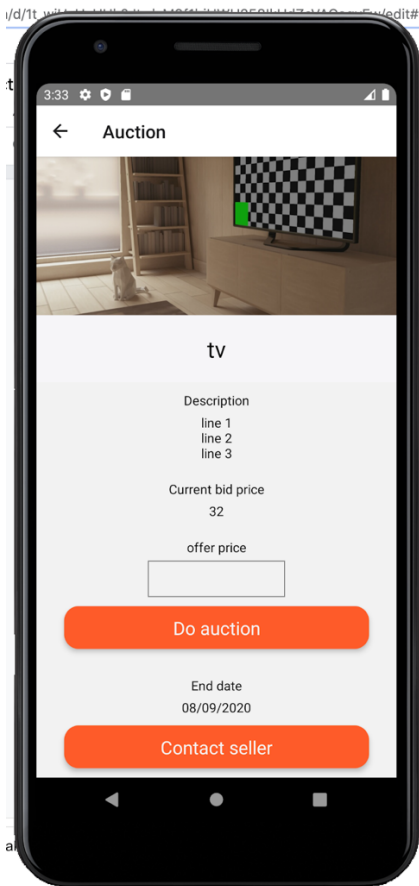 3:33
Auction
tv
Description
line 1
line 2
line 3
Current bid price
32
offer price
Do auction
End date
08/09/2020
Contact seller